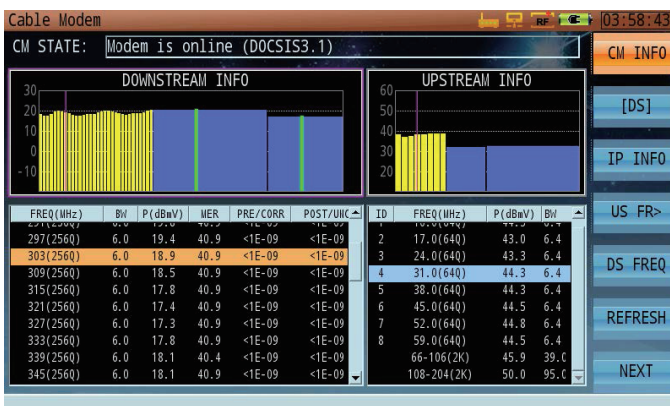 Cable Modem RF 03:58:43
CM STATE: Modem is online (DOCSIS3.1)
CM INFO
DOWNSTREAM INFO
30
20
10
0
-10
UPSTREAM INFO
60
50
40
30
20
[DS]
IP INFO
US FR>
DS FREQ
REFRESH
NEXT
FREQ(MHz) BW P(dBmV) MER PRE/CORR POST/UNC
297(256Q) 6.0 19.4 40.9 <1E-09 <1E-09
303(256Q) 6.0 18.9 40.9 <1E-09 <1E-09
309(256Q) 6.0 18.5 40.9 <1E-09 <1E-09
315(256Q) 6.0 17.8 40.9 <1E-09 <1E-09
321(256Q) 6.0 17.4 40.9 <1E-09 <1E-09
327(256Q) 6.0 17.3 40.9 <1E-09 <1E-09
333(256Q) 6.0 17.8 40.9 <1E-09 <1E-09
339(256Q) 6.0 18.1 40.4 <1E-09 <1E-09
345(256Q) 6.0 18.1 40.9 <1E-09 <1E-09
ID FREQ(MHz) P(dBmV) BW
2 17.0(64Q) 43.0 6.4
3 24.0(64Q) 43.3 6.4
4 31.0(64Q) 44.3 6.4
5 38.0(64Q) 44.3 6.4
6 45.0(64Q) 44.5 6.4
7 52.0(64Q) 44.8 6.4
8 59.0(64Q) 44.5 6.4
66-106(2K) 45.9 39.0
108-204(2K) 50.0 95.0